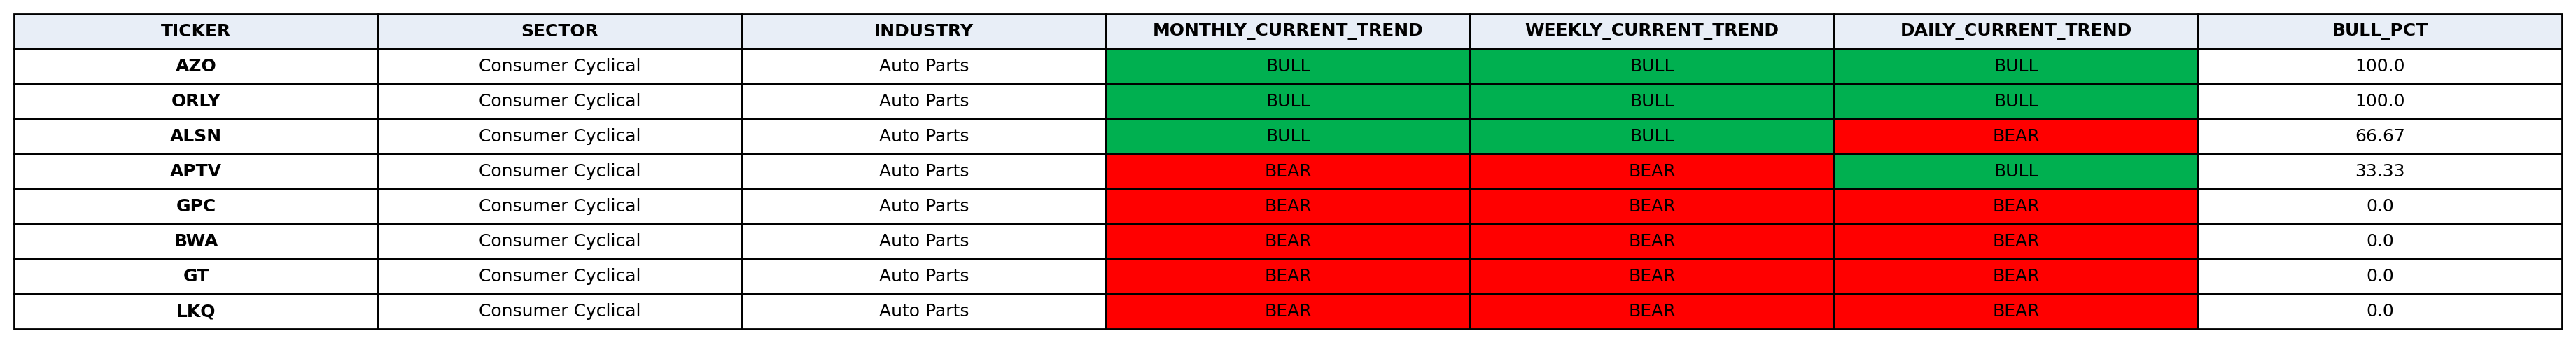 TICKER SECTOR INDUSTRY MONTHLY_CURRENT_TREND WEEKLY_CURRENT_TREND DAILY_CURRENT_TREND BULL_PCT
AZO Consumer Cyclical Auto Parts BULL BULL BULL 100.0
ORLY Consumer Cyclical Auto Parts BULL BULL BULL 100.0
ALSN Consumer Cyclical Auto Parts BULL BULL BEAR 66.67
APTV Consumer Cyclical Auto Parts BEAR BEAR BULL 33.33
GPC Consumer Cyclical Auto Parts BEAR BEAR BEAR 0.0
BWA Consumer Cyclical Auto Parts BEAR BEAR BEAR 0.0
GT Consumer Cyclical Auto Parts BEAR BEAR BEAR 0.0
LKQ Consumer Cyclical Auto Parts BEAR BEAR BEAR 0.0